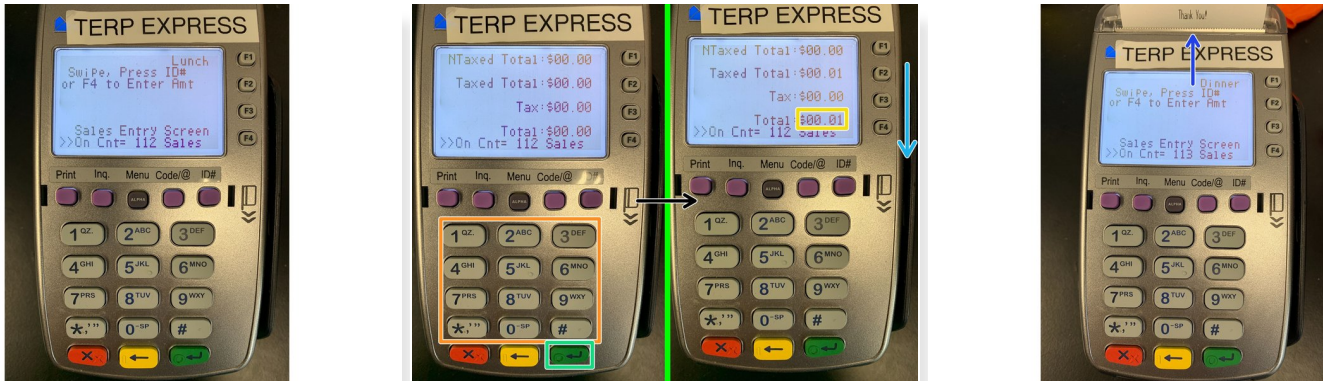 TERP EXPRESS
Lunch
Swipe, Press ID#
or F4 to Enter Amt
Sales Entry Screen
>>On Cnt= 112 Sales
F1
F2
F3
F4
Print Inq. Menu Code/@ ID#
ALPHA
1 QZ. 2 ABC 3 DEF
4 GHI 5 JKL 6 MNO
7 PRS 8 TUV 9 WXY
*,'" 0 -SP #
TERP EXPRESS
NTaxed Total:$00.00
Taxed Total:$00.00
Tax:$00.00
Total:$00.00
>>On Cnt= 112 Sales
F1
F2
F3
F4
Print Inq. Menu Code/@ ID#
ALPHA
1 QZ. 2 ABC 3 DEF
4 GHI 5 JKL 6 MNO
7 PRS 8 TUV 9 WXY
*,'" 0 -SP #
TERP EXPRESS
NTaxed Total:$00.00
Taxed Total:$00.01
Tax:$00.00
Total:$00.01
>>On Cnt= 112 Sales
F1
F2
F3
F4
Print Inq. Menu Code/@ ID#
ALPHA
1 QZ. 2 ABC 3 DEF
4 GHI 5 JKL 6 MNO
7 PRS 8 TUV 9 WXY
*,'" 0 -SP #
Thank You!
TERP EXPRESS
Dinner
Swipe, Press ID#
or F4 to Enter Amt
Sales Entry Screen
>>On Cnt= 113 Sales
F1
F2
F3
F4
Print Inq. Menu Code/@ ID#
ALPHA
1 QZ. 2 ABC 3 DEF
4 GHI 5 JKL 6 MNO
7 PRS 8 TUV 9 WXY
*,'" 0 -SP #